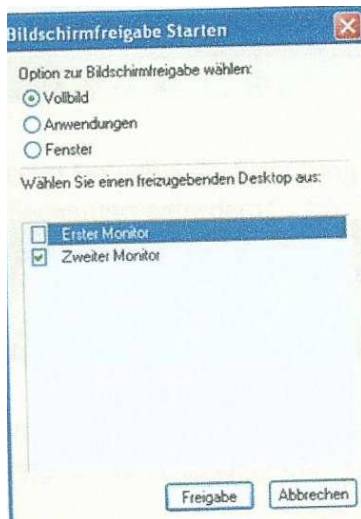 Bildschirmfreigabe Starten
Option zur Bildschirmfreigabe wählen:
Vollbild
Anwendungen
Fenster
Wählen Sie einen freizugebenden Desktop aus:
Erster Monitor
Zweiter Monitor
Freigabe Abbrechen